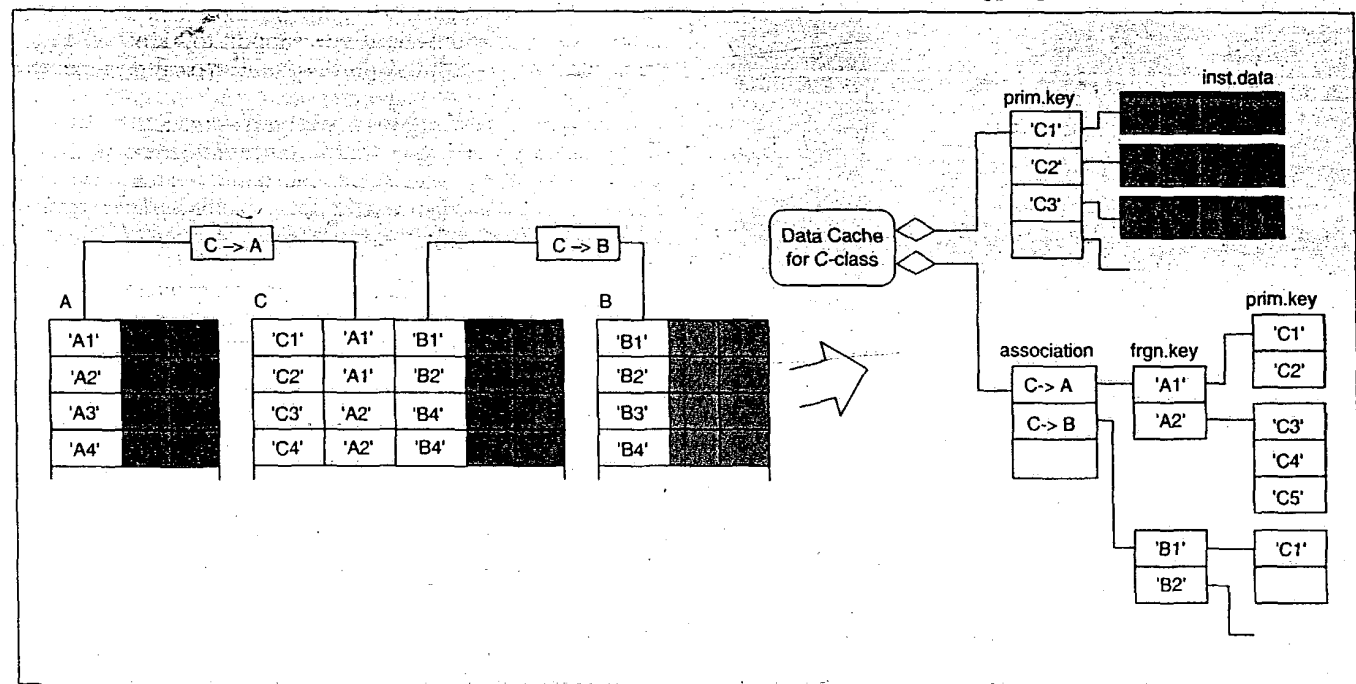 C -> A
C -> B
A
C
B
'A1'
'A2'
'A3'
'A4'
'C1' 'A1' 'B1'
'C2' 'A1' 'B2'
'C3' 'A2' 'B4'
'C4' 'A2' 'B4'
'B1'
'B2'
'B3'
'B4'
Data Cache
for C-class
prim.key
'C1'
'C2'
'C3'
inst.data
association
C-> A
C-> B
frgn.key
'A1'
'A2'
'B1'
'B2'
prim.key
'C1'
'C2'
'C3'
'C4'
'C5'
'C1'